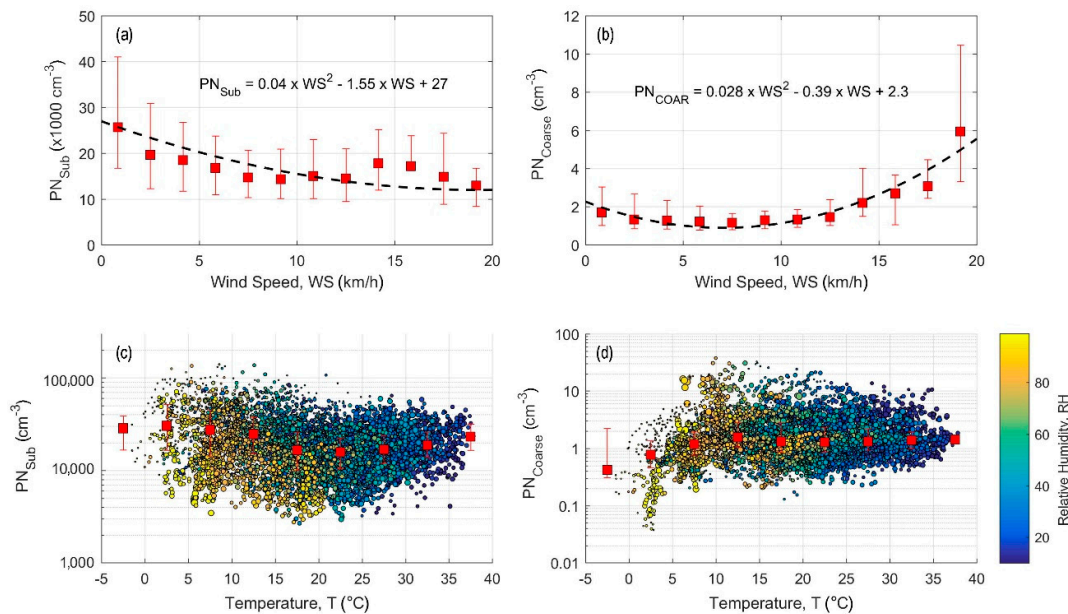 (a)
PN_Sub = 0.04 x WS² - 1.55 x WS + 27
PN_Sub (x1000 cm⁻³)
50
40
30
20
10
0
0 5 10 15 20
Wind Speed, WS (km/h)
(b)
PN_COAR = 0.028 x WS² - 0.39 x WS + 2.3
PN_Coarse (cm⁻³)
12
10
8
6
4
2
0
0 5 10 15 20
Wind Speed, WS (km/h)
(c)
PN_Sub (cm⁻³)
100,000
10,000
1,000
-5 0 5 10 15 20 25 30 35 40
Temperature, T (°C)
(d)
PN_Coarse (cm⁻³)
100
10
1
0.1
0.01
-5 0 5 10 15 20 25 30 35 40
Temperature, T (°C)
80
60
40
20
Relative Humidity, RH